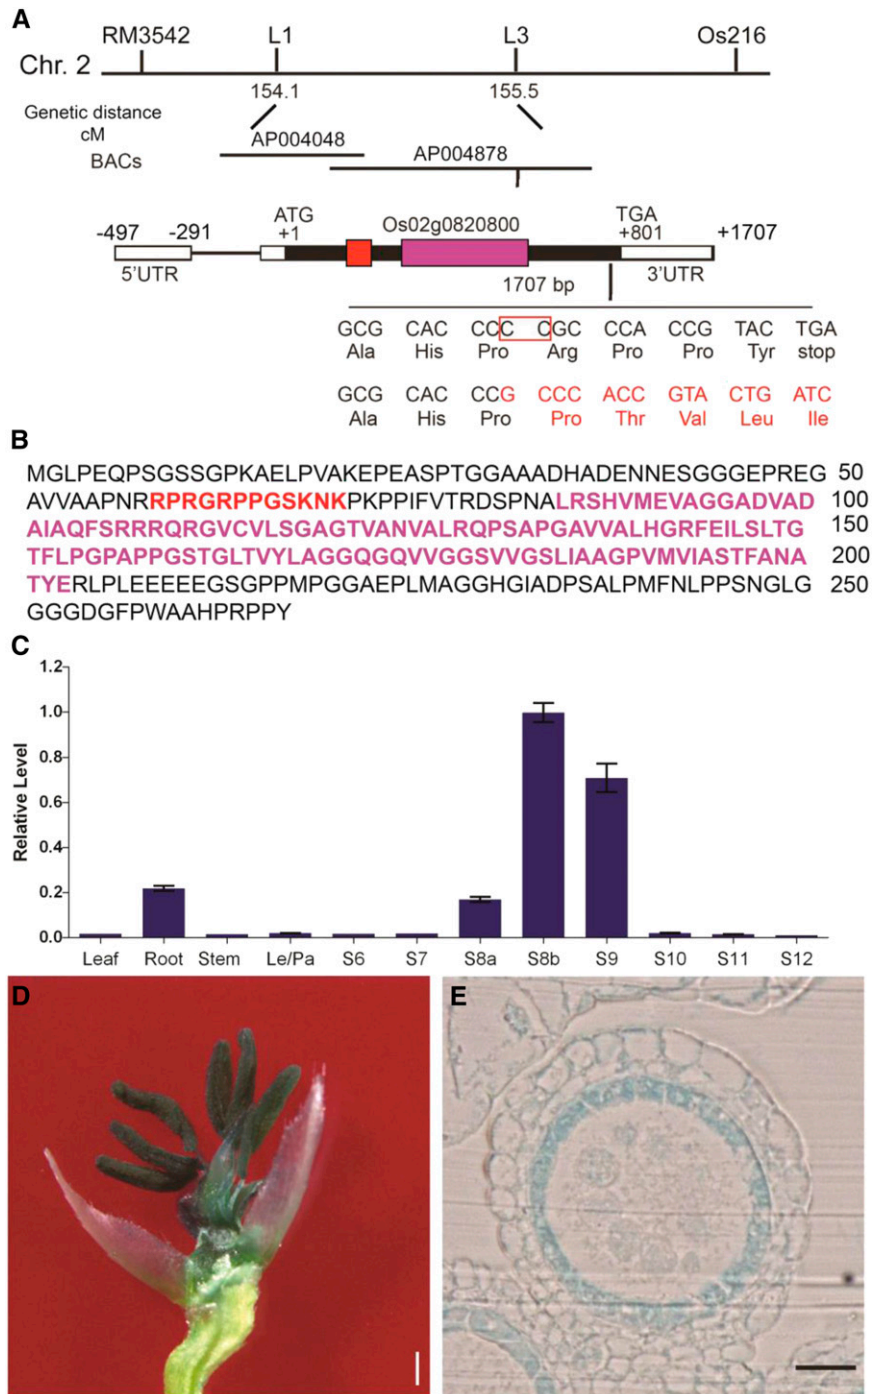 A
RM3542 L1 L3 Os216
Chr. 2
154.1 155.5
Genetic distance
cM
BACs
AP004048
AP004878
-497 -291 ATG +1 Os02g0820800 TGA +801 +1707
5'UTR 3'UTR
1707 bp
GCG CAC CCC CGC CCA CCG TAC TGA
Ala His Pro Arg Pro Pro Tyr stop
GCG CAC CCG CCC ACC GTA CTG ATC
Ala His Pro Pro Thr Val Leu Ile
B
MGLPEQPSGSSGPKAELPVAKEPEASPTGGAAADHADENNESGGGEPREG 50
AVVAAPNRRPRGRPPGSKNKPKPPIFVTRDSPNALRSHVMEVAGGADVAD 100
AIAQFSRRRQRGVCVLSGAGTVANVALRQPSAPGAVVALHGRFEILSLTG 150
TFLPGPAPPGSTGLTVYLAGGQGQVVGGSVVGSLIAAGPVMVIASTFANA 200
TYERLPLEEEEEGSGPPMPGGAEPLMAGGHGIADPSALPMFNLPPSNGLG 250
GGGDGFPWAAHPRPPY
C
Relative Level
1.2
1.0
0.8
0.6
0.4
0.2
0.0
Leaf Root Stem Le/Pa S6 S7 S8a S8b S9 S10 S11 S12
D
E